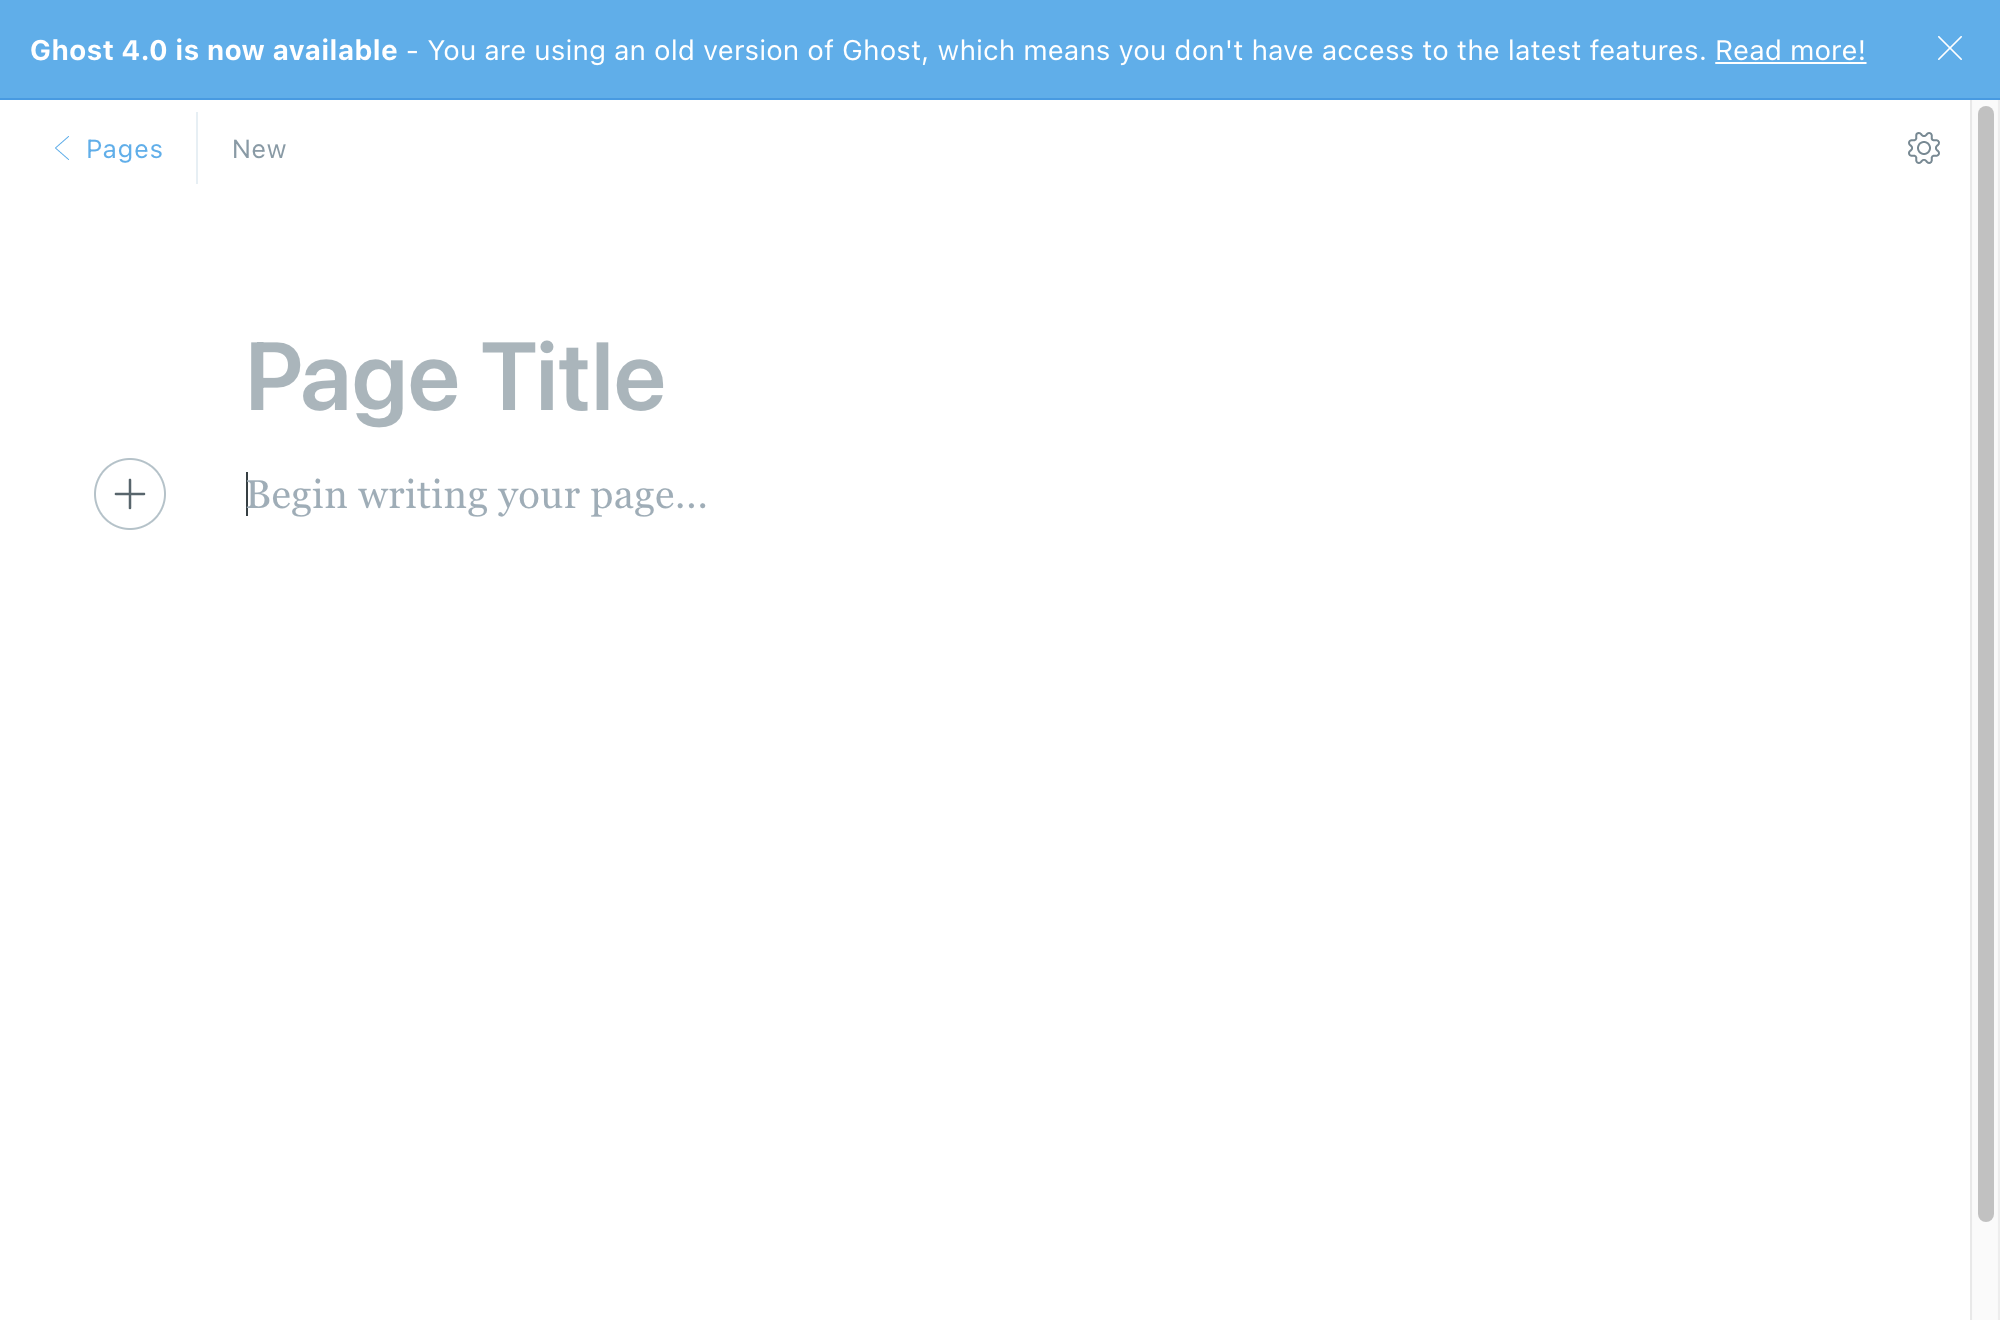 Ghost 4.0 is now available - You are using an old version of Ghost, which means you don't have access to the latest features. Read more!
Pages
New
Page Title
Begin writing your page...